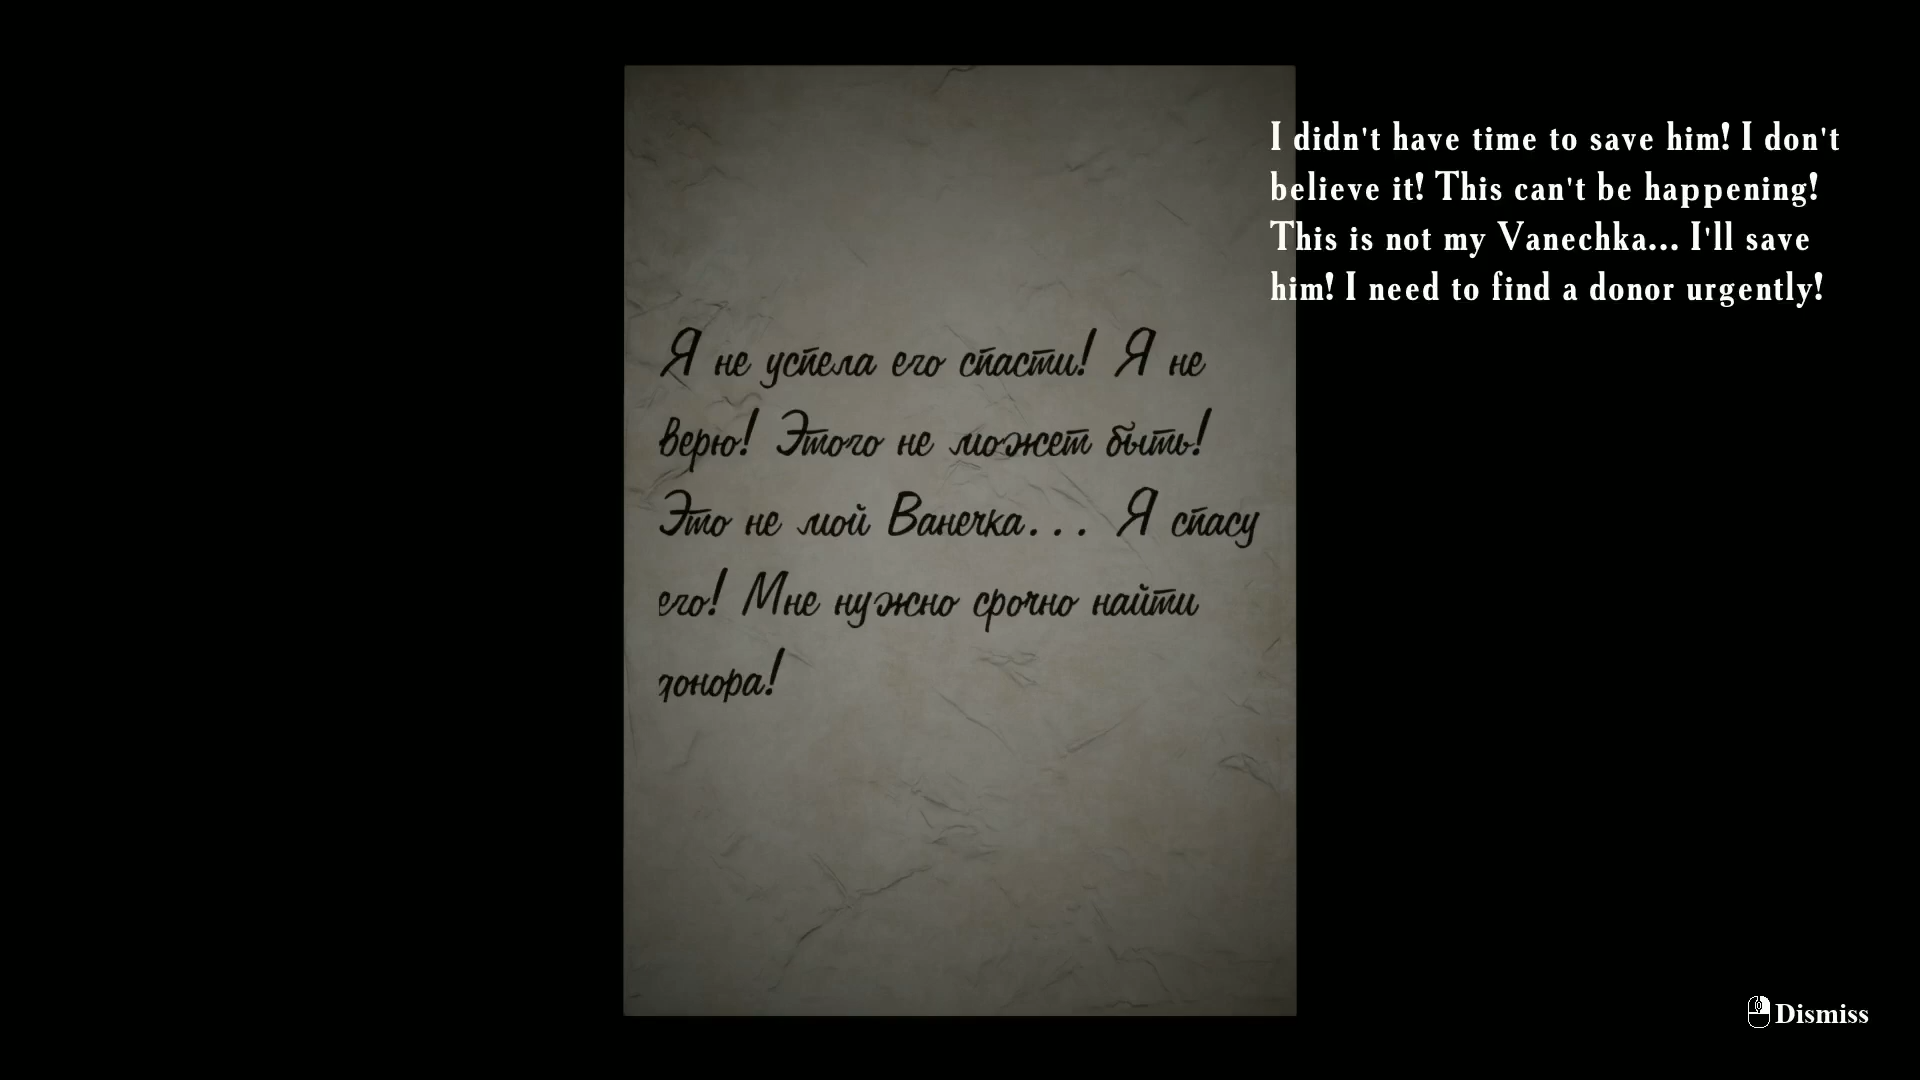 Я не успела его спасти! Я не
верю! Этого не может быть!
Это не мой Ванечка... Я спасу
его! Мне нужно срочно найти
донора!
I didn't have time to save him! I don't
believe it! This can't be happening!
This is not my Vanechka... I'll save
him! I need to find a donor urgently!
Dismiss